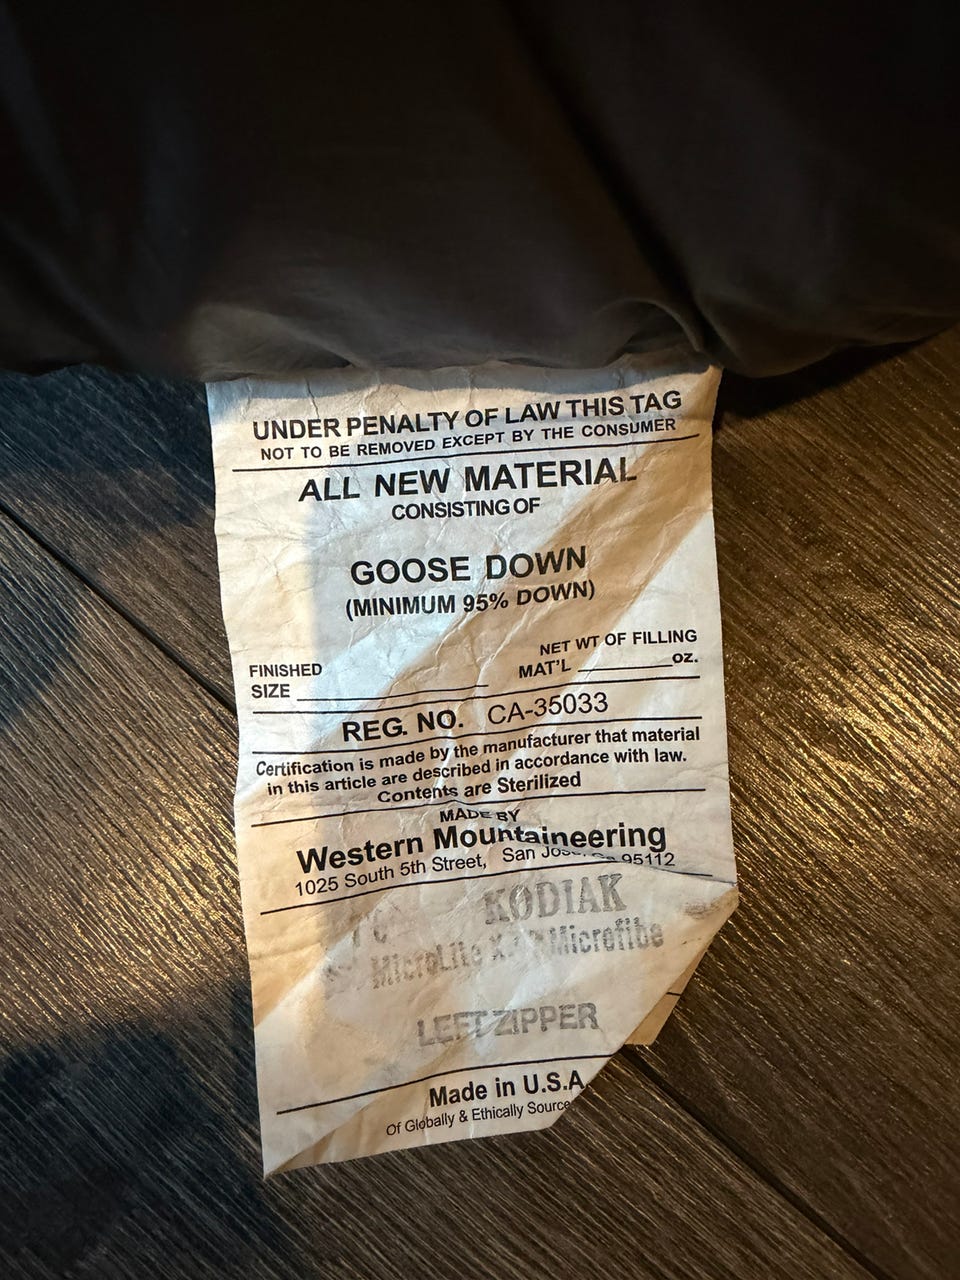 UNDER PENALTY OF LAW THIS TAG
NOT TO BE REMOVED EXCEPT BY THE CONSUMER
ALL NEW MATERIAL
CONSISTING OF
GOOSE DOWN
(MINIMUM 95% DOWN)
FINISHED
SIZE
NET WT OF FILLING
MAT'L oz.
REG. NO. CA-35033
Certification is made by the manufacturer that material
in this article are described in accordance with law.
Contents are Sterilized
MADE BY
Western Mountaineering
1025 South 5th Street, San 95112
KODIAK
MicroLite
LEFT ZIPPER
Made in U.S.A.
Of Globally & Ethically